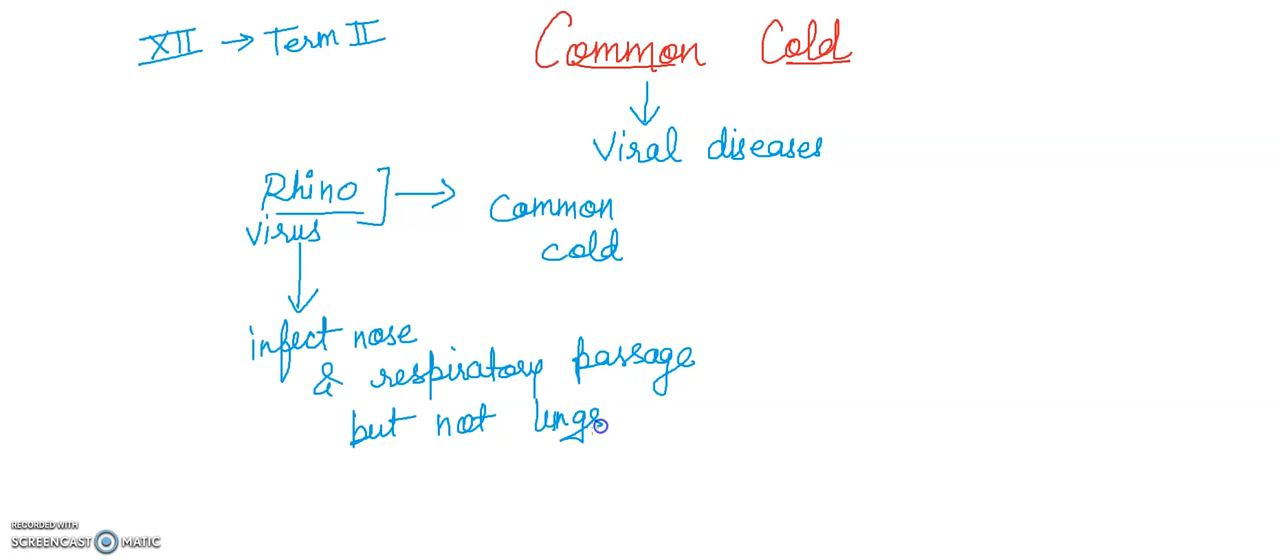 XII → Term II
Common Cold
Viral diseases
Rhino
virus
→ Common
cold
infect nose
& respiratory passage
but not lungs
RECORDED WITH
SCREENCAST MATIC